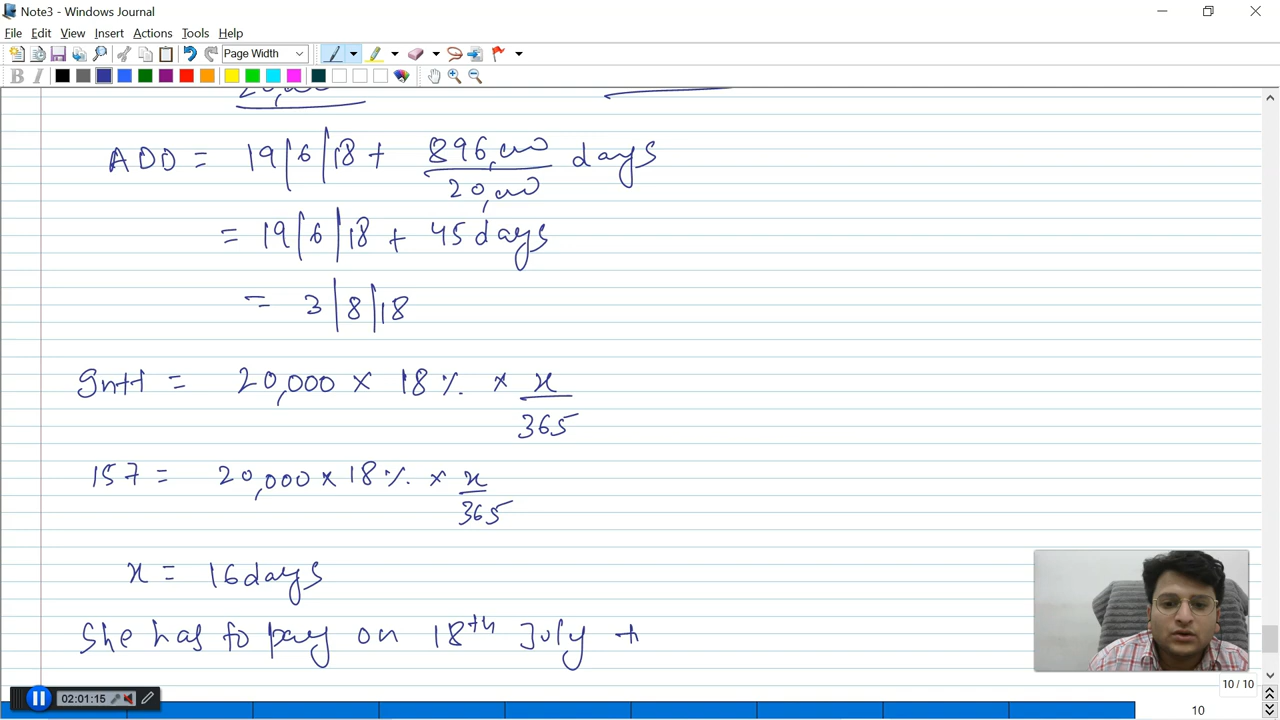 Note3 - Windows Journal
File Edit View Insert Actions Tools Help
Page Width
B I
20,000
ADD = 19|6|18 + 896,000 / 20,000 days
= 19|6|18 + 45 days
= 3|8|18
Intt = 20,000 × 18% × x / 365
157 = 20,000 × 18% × x / 365
x = 16 days
She has to pay on 18th July +
02:01:15
10 / 10
10